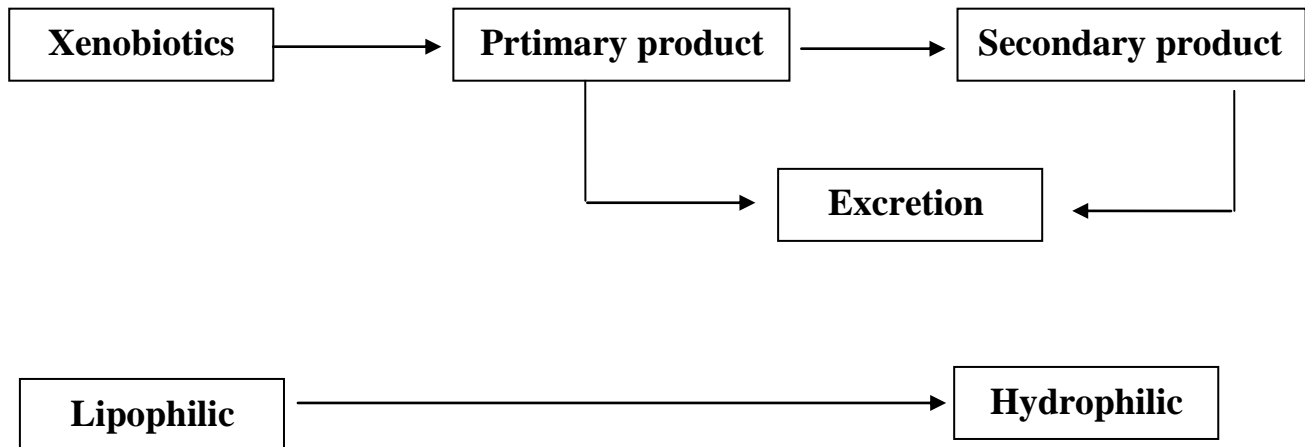 Xenobiotics
Prtimary product
Secondary product
Excretion
Lipophilic
Hydrophilic